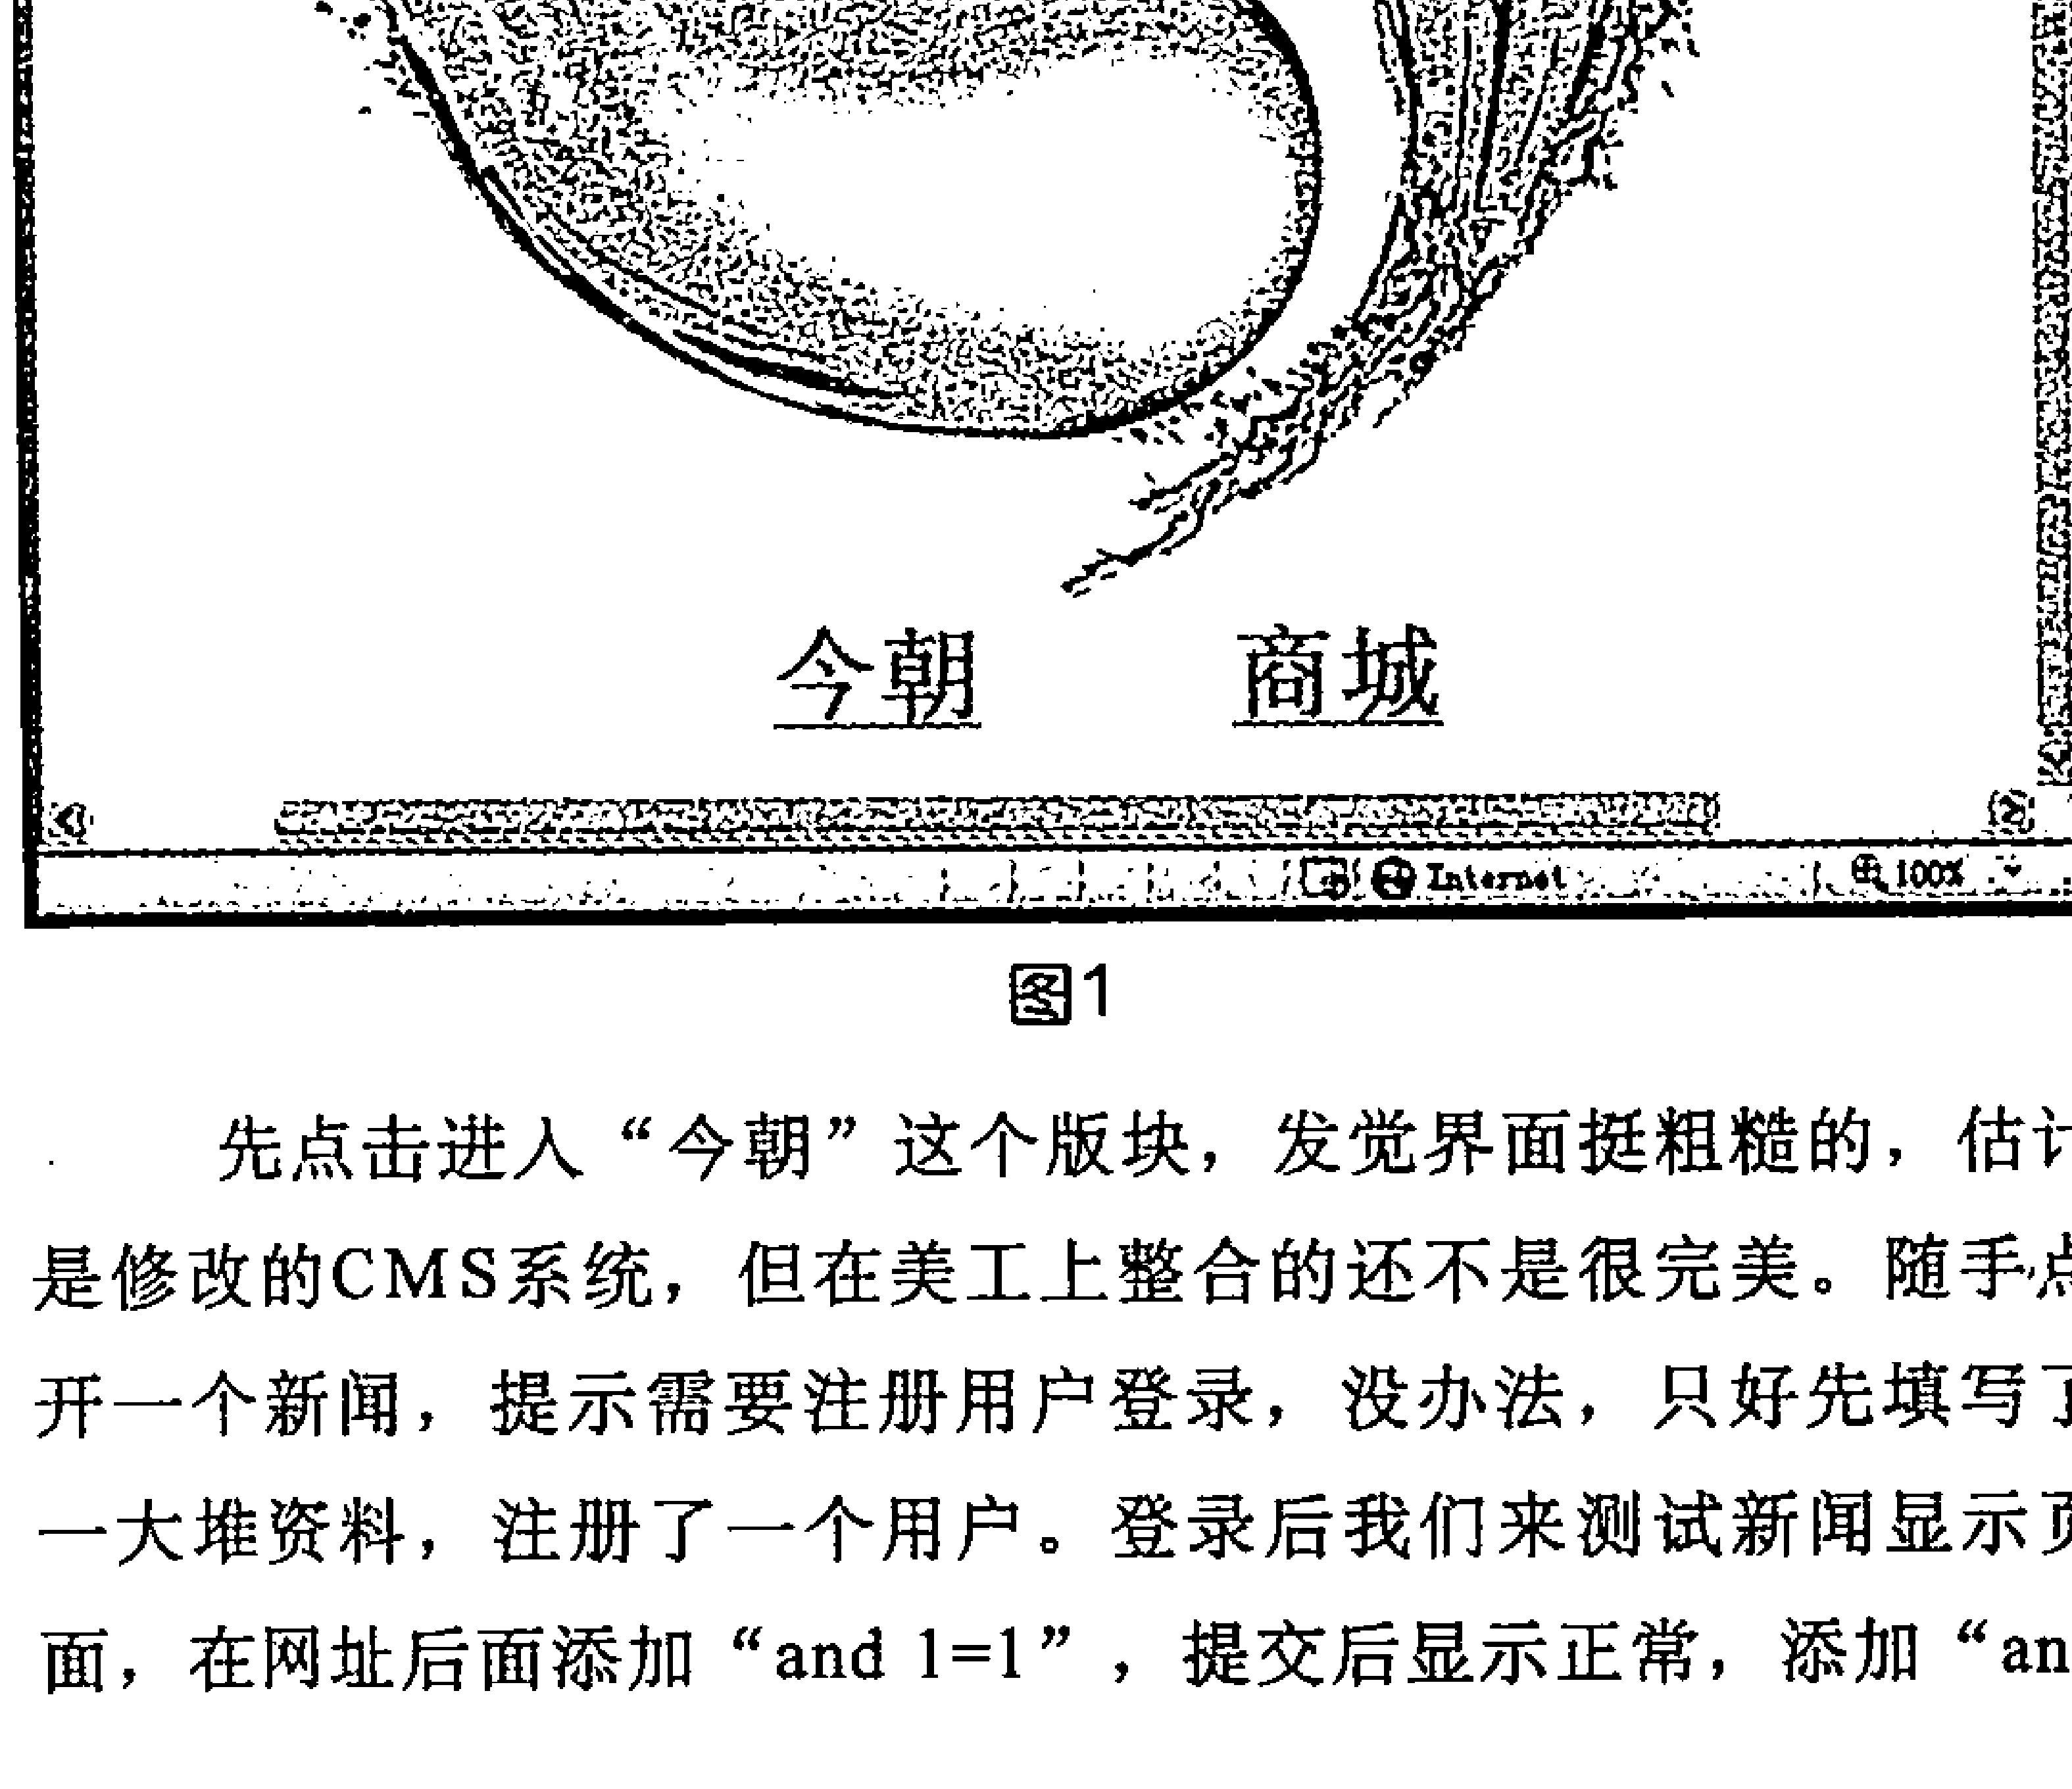 今朝 商城
Internet 100%
图1
先点击进入“今朝”这个版块，发觉界面挺粗糙的，估计
是修改的CMS系统，但在美工上整合的还不是很完美。随手点
开一个新闻，提示需要注册用户登录，没办法，只好先填写了
一大堆资料，注册了一个用户。登录后我们来测试新闻显示页
面，在网址后面添加“and 1=1”，提交后显示正常，添加“an